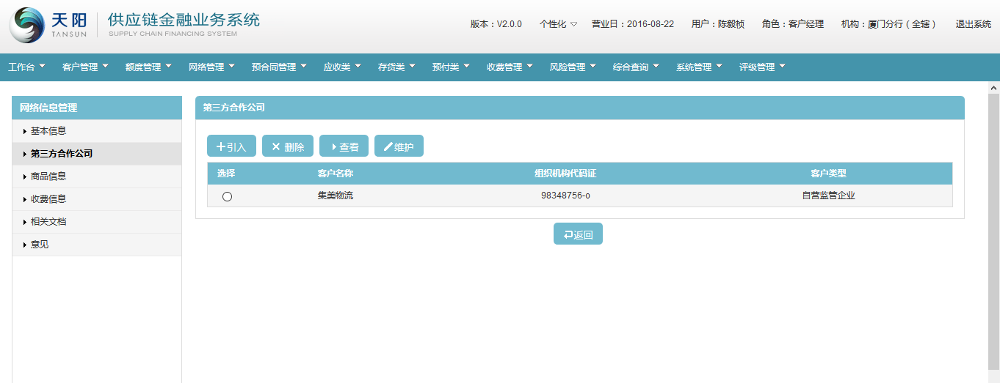 天阳
TANSUN
供应链金融业务系统
SUPPLY CHAIN FINANCING SYSTEM
版本：V2.0.0 个性化 营业日：2016-08-22 用户：陈毅桢 角色：客户经理 机构：厦门分行（全辖） 退出系统
工作台 客户管理 额度管理 网络管理 预合同管理 应收类 存货类 预付类 收费管理 风险管理 综合查询 系统管理 评级管理
网络信息管理
基本信息
第三方合作公司
商品信息
收费信息
相关文档
意见
第三方合作公司
引入 删除 查看 维护
选择 客户名称 组织机构代码证 客户类型
集美物流 98348756-o 自营监管企业
返回